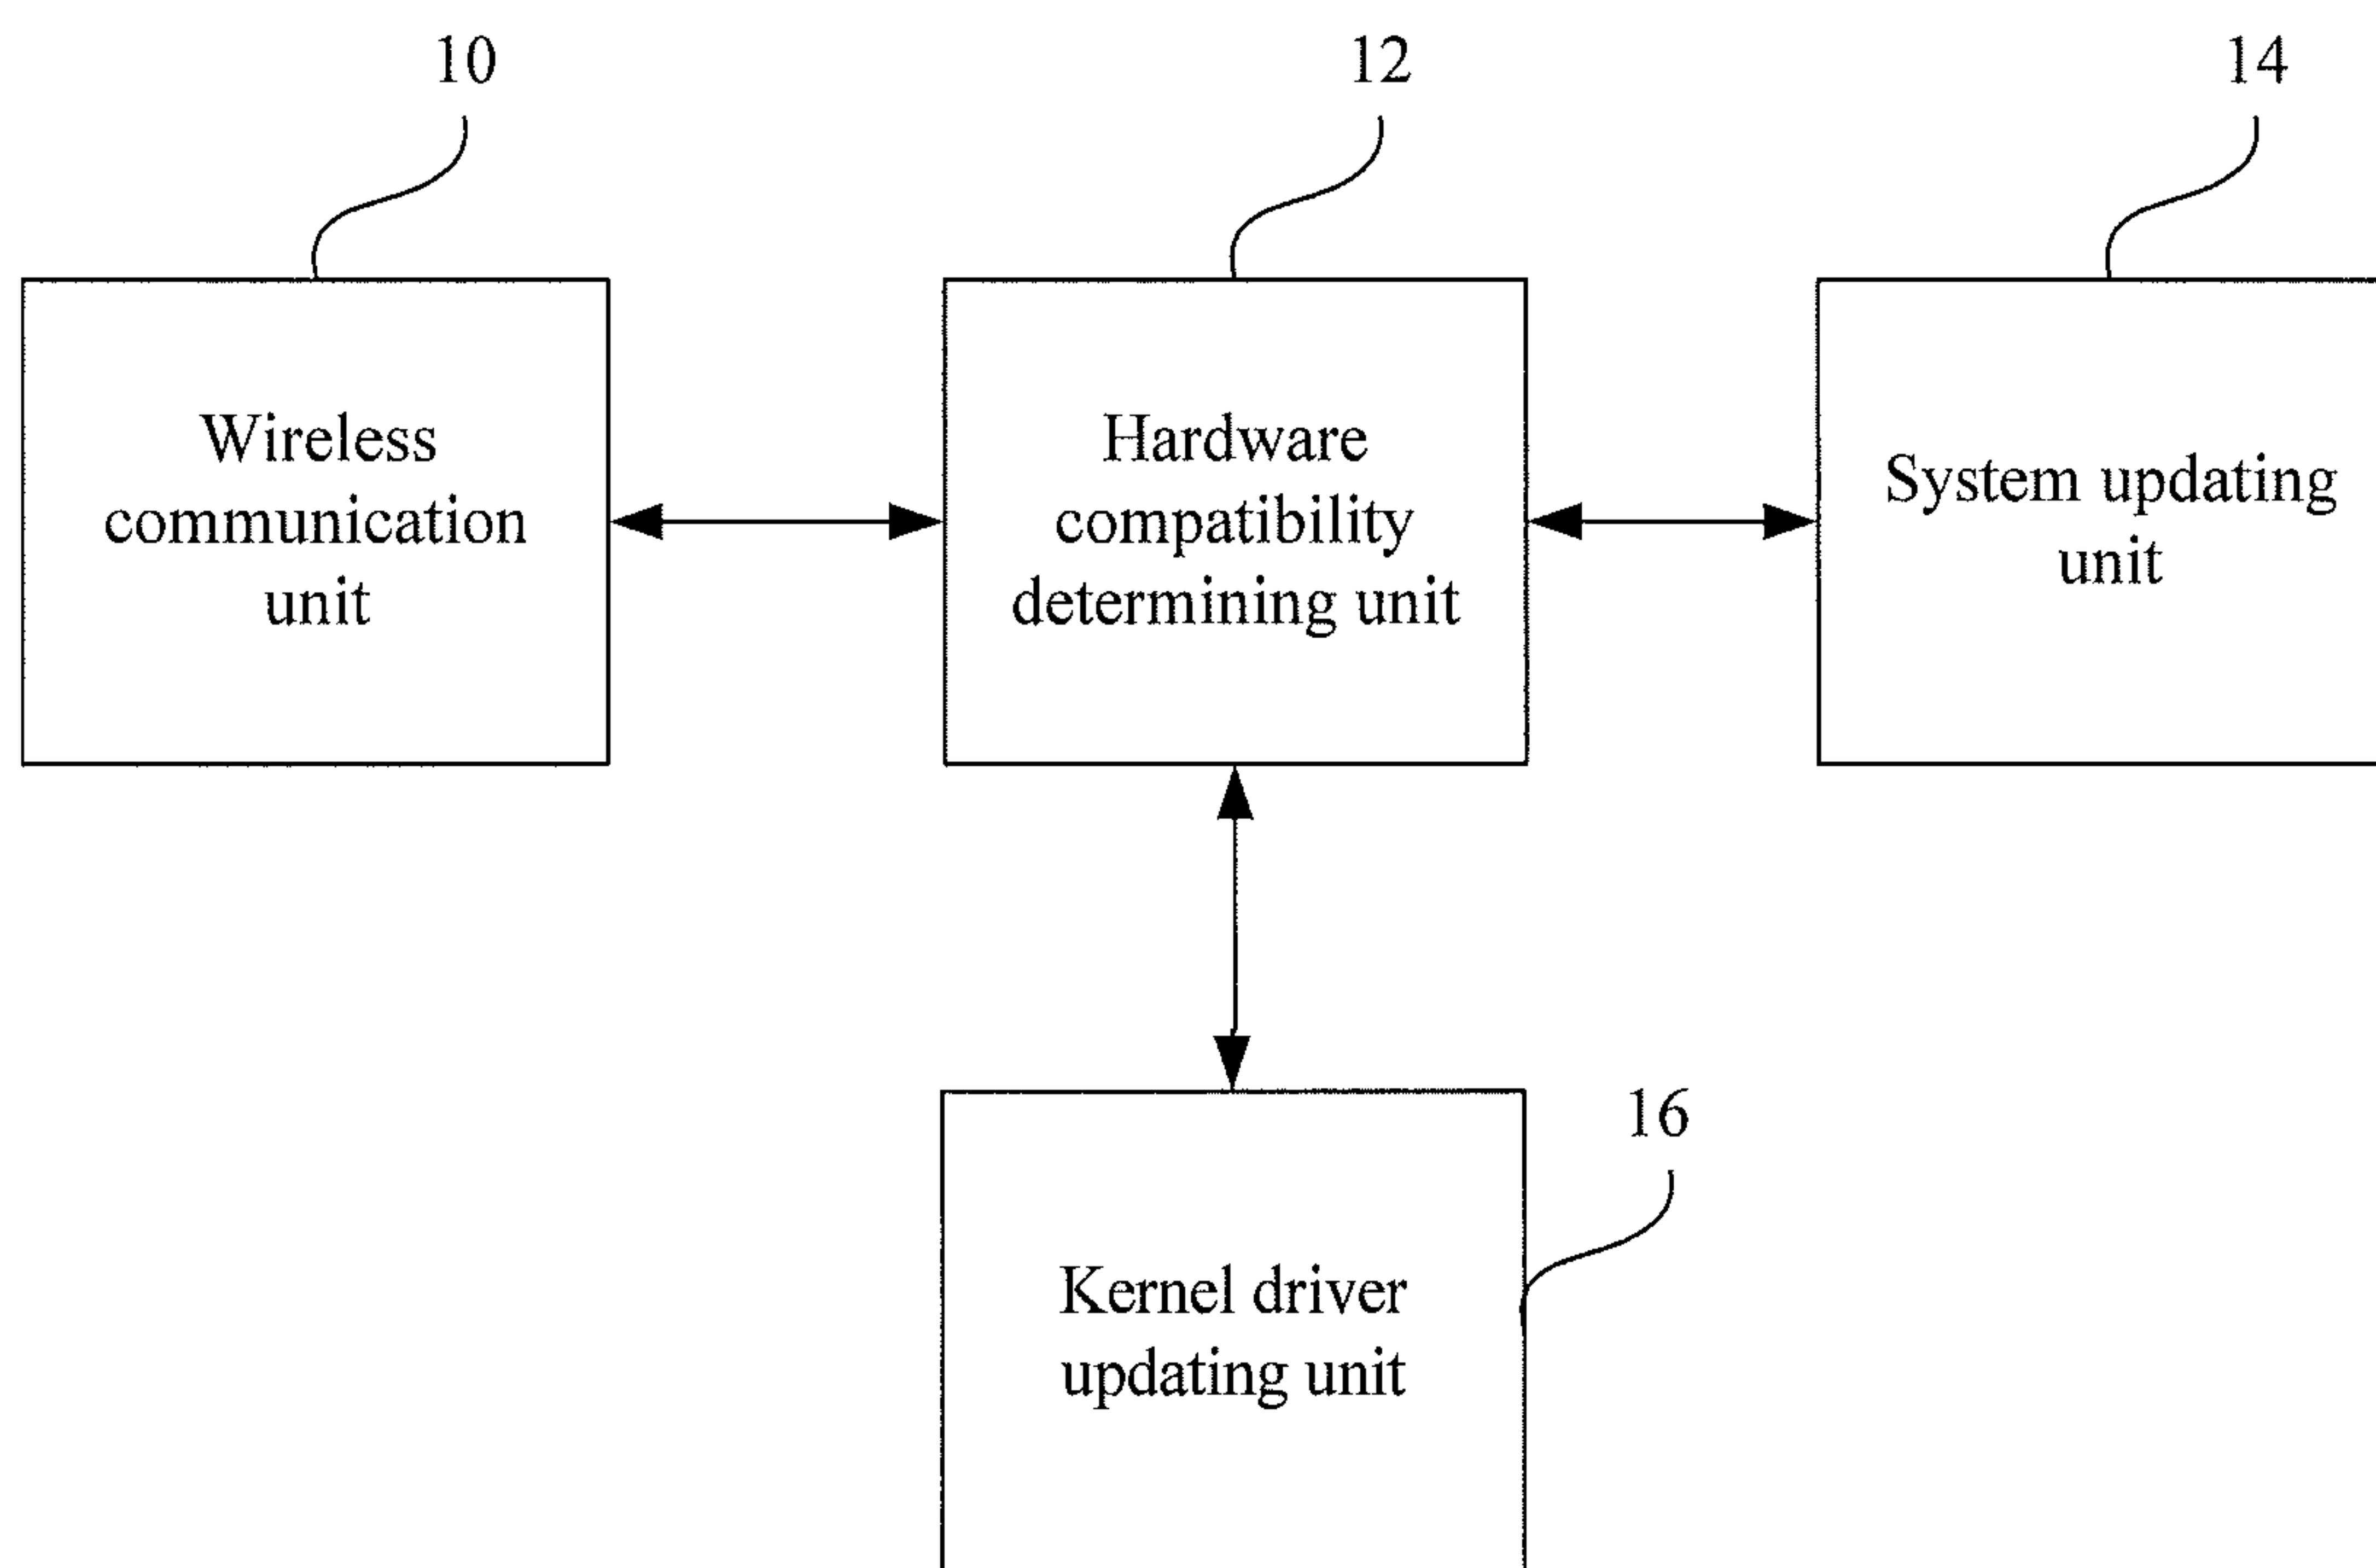 10
12
14
Wireless
communication
unit
Hardware
compatibility
determining unit
System updating
unit
16
Kernel driver
updating unit